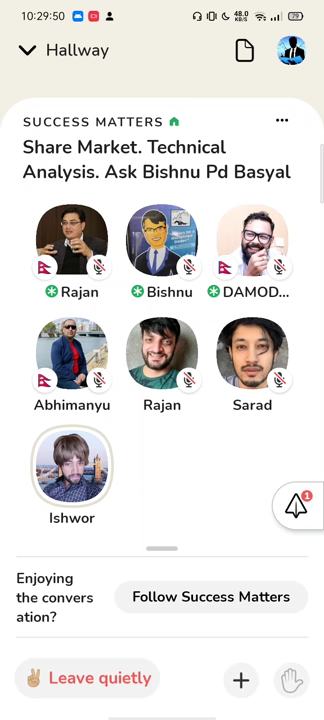 10:29:50
48.0
KB/S
79
Hallway
SUCCESS MATTERS
Share Market. Technical
Analysis. Ask Bishnu Pd Basyal
Rajan
Bishnu
DAMOD...
Abhimanyu
Rajan
Sarad
Ishwor
1
Enjoying
the convers
ation?
Follow Success Matters
Leave quietly